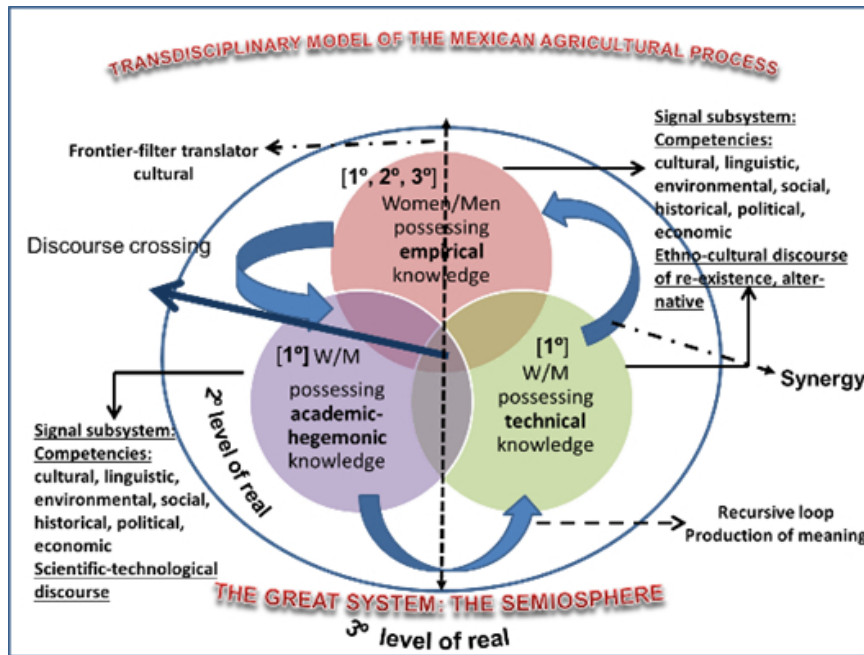 TRANSDISCIPLINARY MODEL OF THE MEXICAN AGRICULTURAL PROCESS
Frontier-filter translator
cultural
Discourse crossing
[1º, 2º, 3º]
Women/Men
possessing
empirical
knowledge
Signal subsystem:
Competencies:
cultural, linguistic,
environmental, social,
historical, political,
economic
Ethno-cultural discourse
of re-existence, alter-
native
[1º] W/M
possessing
academic-
hegemonic
knowledge
[1º]
W/M
possessing
technical
knowledge
Synergy
Signal subsystem:
Competencies:
cultural, linguistic,
environmental, social,
historical, political,
economic
Scientific-technological
discourse
2º level of real
Recursive loop
Production of meaning
THE GREAT SYSTEM: THE SEMIOSPHERE
3º level of real